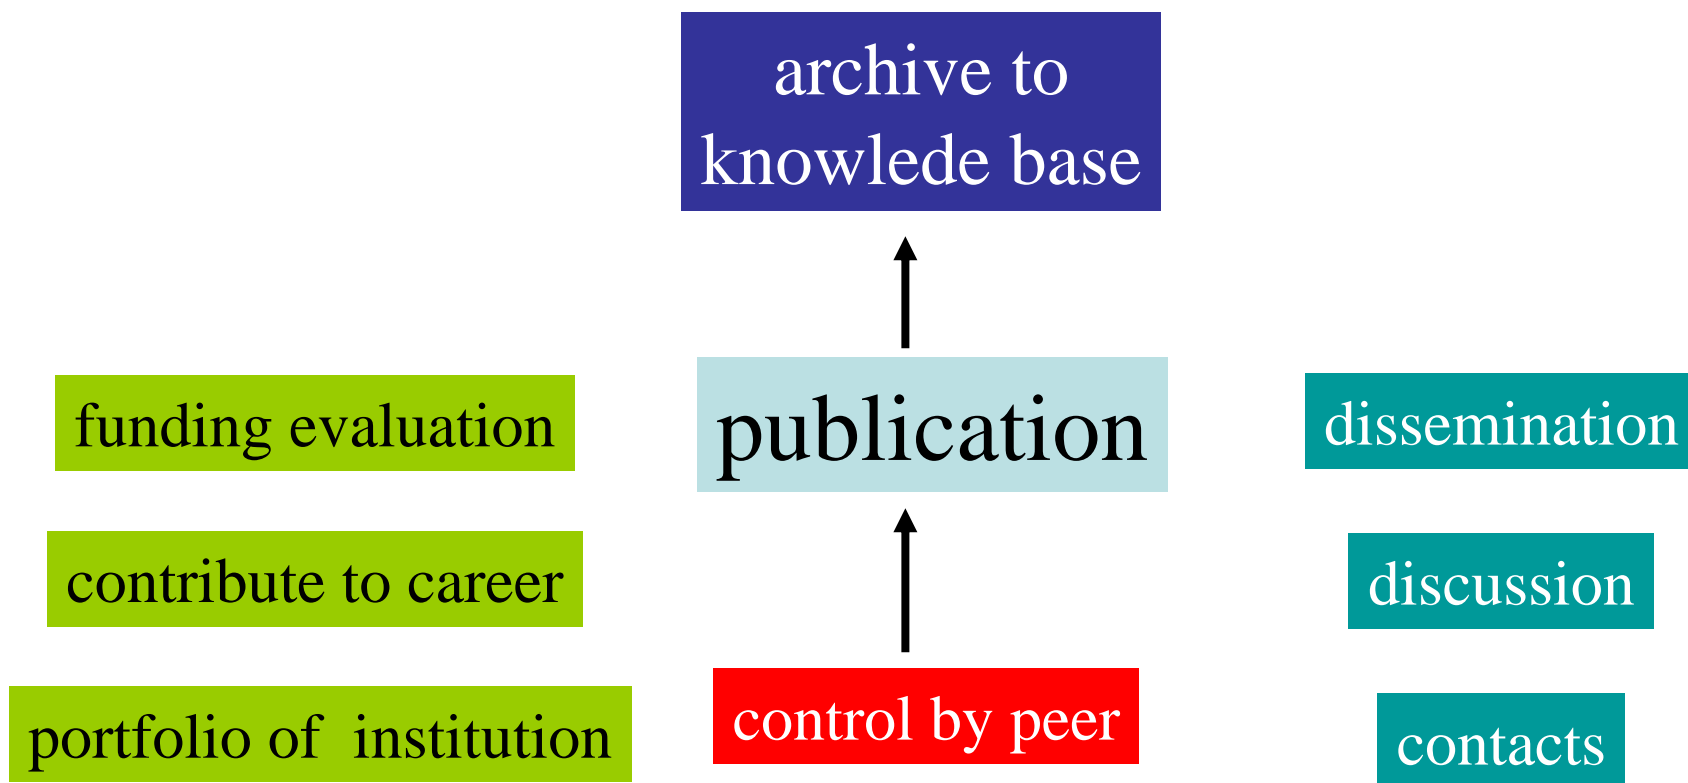 archive to
knowlede base
funding evaluation
publication
dissemination
contribute to career
discussion
portfolio of  institution
control by peer
contacts